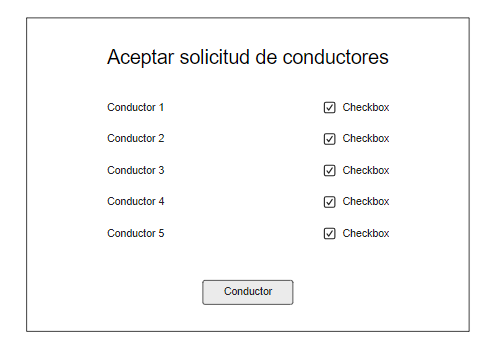 Aceptar solicitud de conductores
Conductor 1 Checkbox
Conductor 2 Checkbox
Conductor 3 Checkbox
Conductor 4 Checkbox
Conductor 5 Checkbox
Conductor